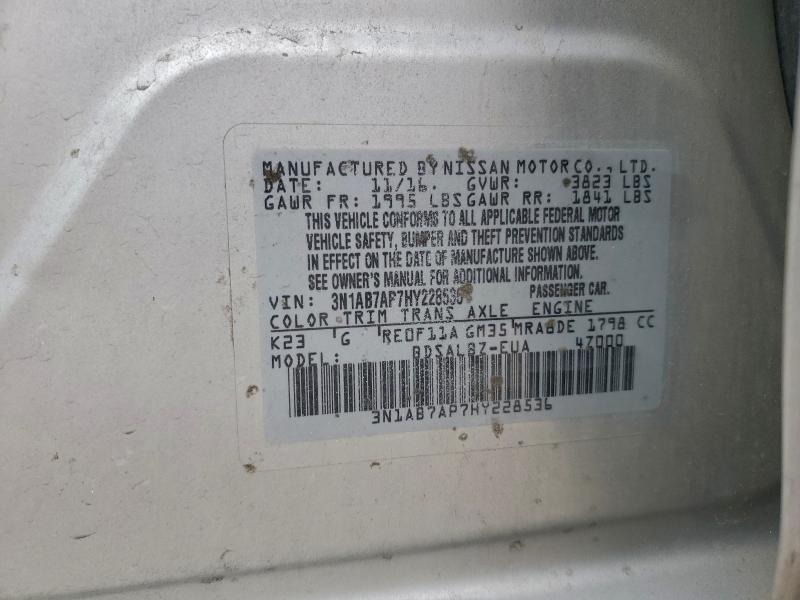 MANUFACTURED BY NISSAN MOTOR CO., LTD.
DATE: 11/16. GVWR: 3823 LBS
GAWR FR: 1995 LBS GAWR RR: 1841 LBS
THIS VEHICLE CONFORMS TO ALL APPLICABLE FEDERAL MOTOR
VEHICLE SAFETY, BUMPER AND THEFT PREVENTION STANDARDS
IN EFFECT ON THE DATE OF MANUFACTURE SHOWN ABOVE.
SEE OWNER'S MANUAL FOR ADDITIONAL INFORMATION.
VIN: 3N1AB7AP7HY228536 PASSENGER CAR.
COLOR TRIM TRANS AXLE ENGINE
K23 G RE0F11A GM35 MRA8DE 1798 CC
MODEL: BDSALBZ-EUA 47000
3N1AB7AP7HY228536